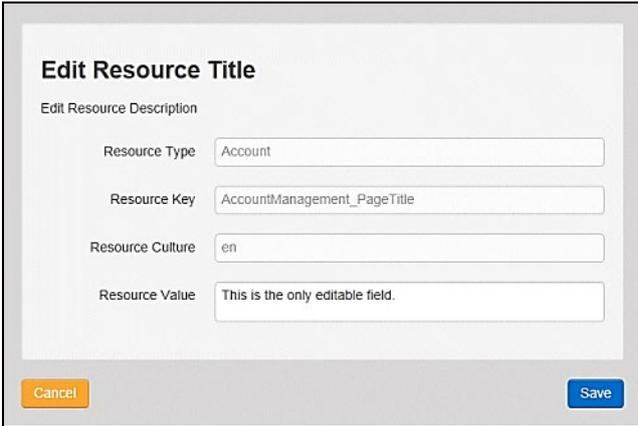 Edit Resource Title
Edit Resource Description
Resource Type Account
Resource Key AccountManagement_PageTitle
Resource Culture en
Resource Value This is the only editable field.
Cancel Save